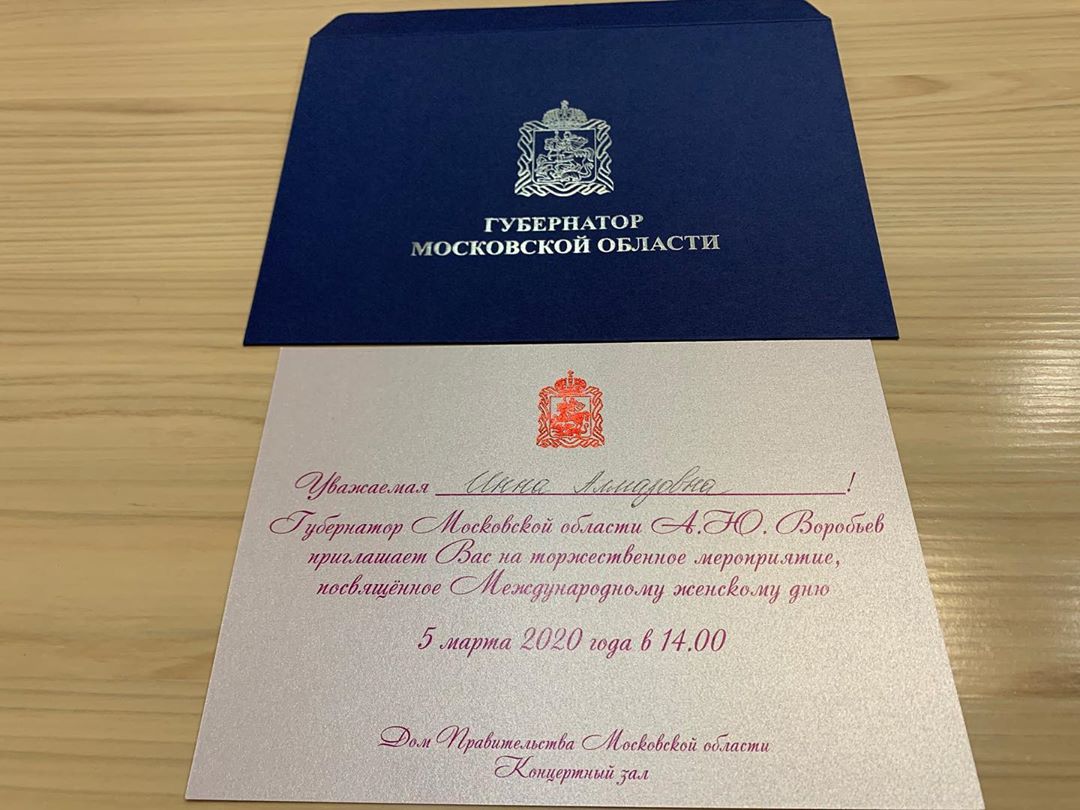 ГУБЕРНАТОР
МОСКОВСКОЙ ОБЛАСТИ
Уважаемая Инна Алмазовна !
Губернатор Московской области А.Ю. Воробьев
приглашает Вас на торжественное мероприятие,
посвящённое Международному женскому дню
5 марта 2020 года в 14.00
Дом Правительства Московской области
Концертный зал